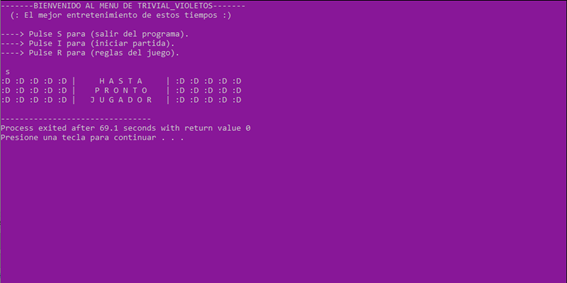 -------BIENVENIDO AL MENU DE TRIVIAL_VIOLETOS-------
(: El mejor entretenimiento de estos tiempos :)
----> Pulse S para (salir del programa).
----> Pulse I para (iniciar partida).
----> Pulse R para (reglas del juego).
s
:D :D :D :D :D | H A S T A | :D :D :D :D :D
:D :D :D :D :D | P R O N T O | :D :D :D :D :D
:D :D :D :D :D | J U G A D O R | :D :D :D :D :D
--------------------------------
Process exited after 69.1 seconds with return value 0
Presione una tecla para continuar . . .